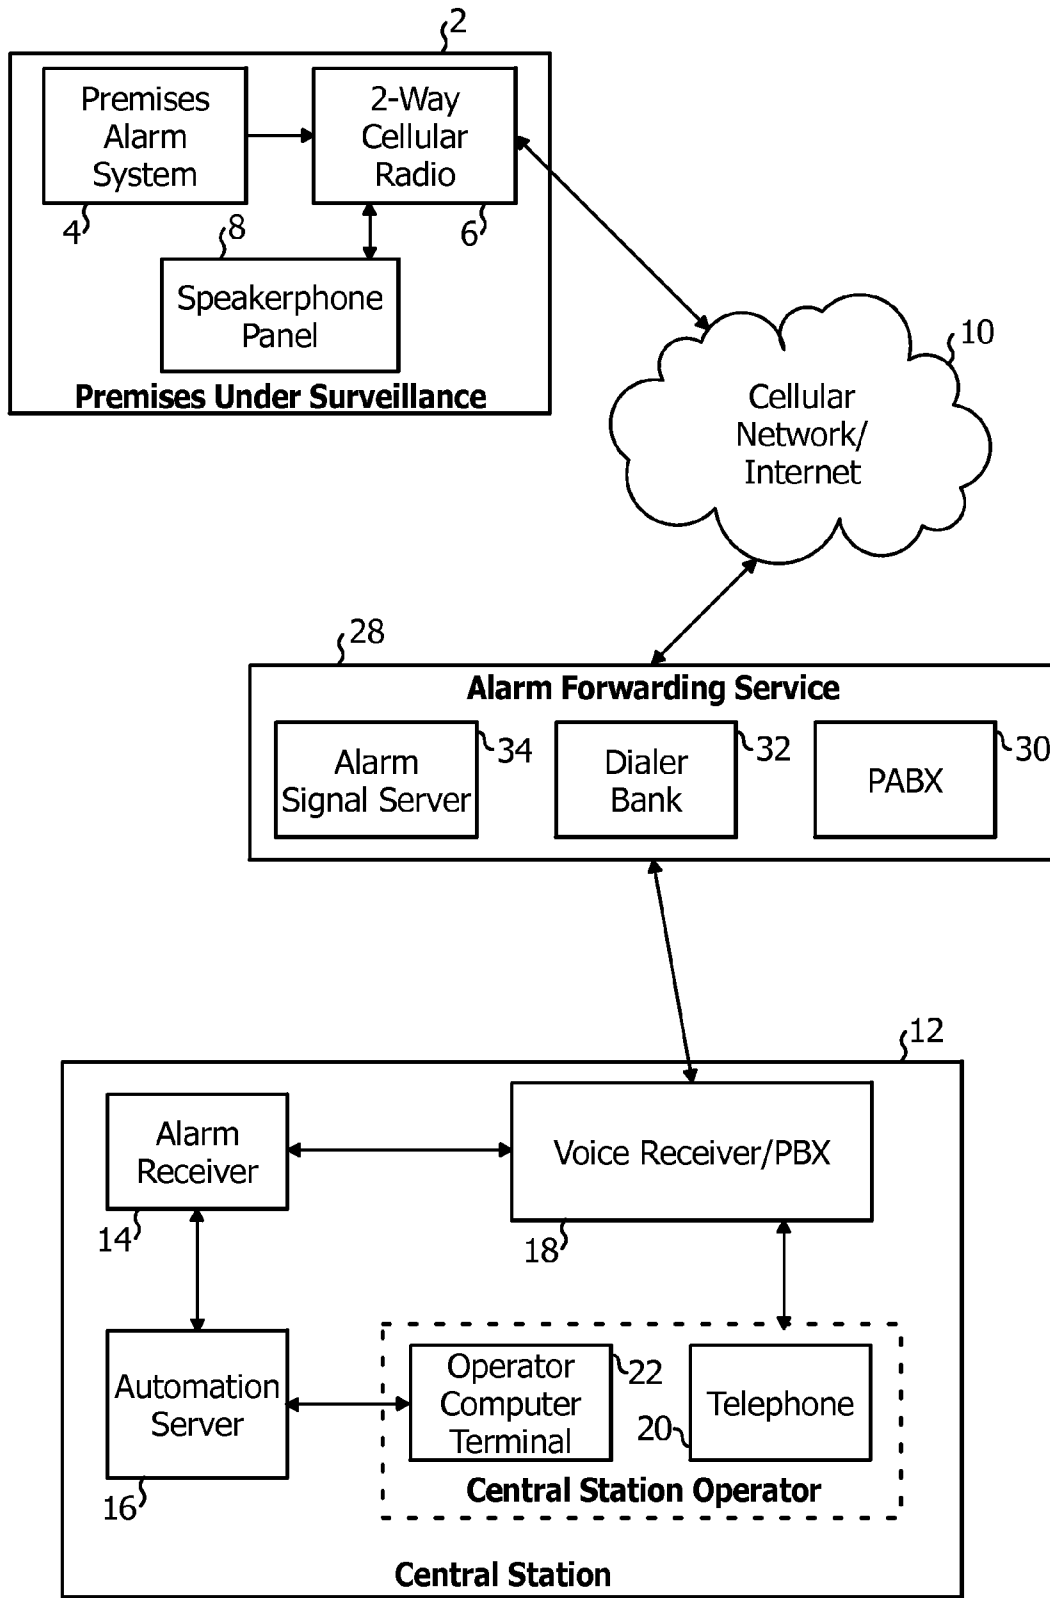 2
Premises
Alarm
System
2-Way
Cellular
Radio
4
8
6
Speakerphone
Panel
Premises Under Surveillance
10
Cellular
Network/
Internet
28
Alarm Forwarding Service
Alarm
Signal Server
34
Dialer
Bank
32
PABX
30
12
Alarm
Receiver
14
Voice Receiver/PBX
18
Automation
Server
16
Operator
Computer
Terminal
22
Telephone
20
Central Station Operator
Central Station